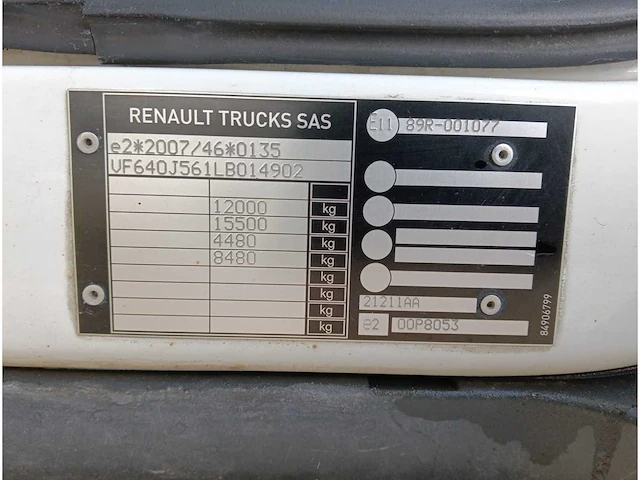 RENAULT TRUCKS SAS
e2*2007/46*0135
VF640J561LB014902
12000 kg
15500 kg
4480 kg
8480 kg
kg
kg
kg
kg
E11 89R-001077
21211AA
e2 00P8053
84906799